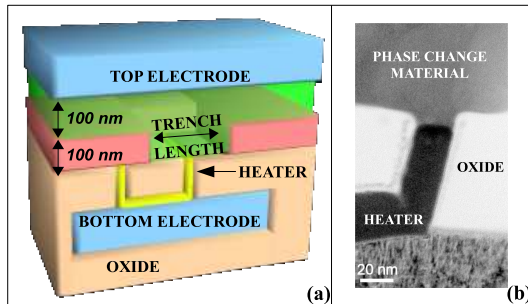 TOP ELECTRODE
100 nm
TRENCH
100 nm
LENGTH
HEATER
BOTTOM ELECTRODE
OXIDE
(a)
PHASE CHANGE
MATERIAL
OXIDE
HEATER
20 nm
(b)